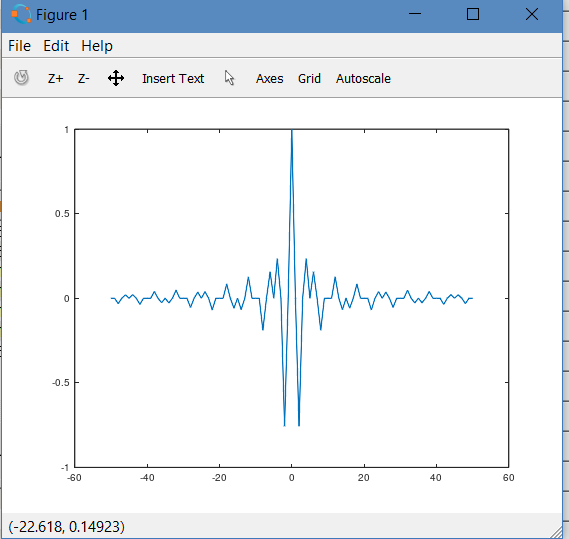 Figure 1
File Edit Help
Z+ Z- Insert Text Axes Grid Autoscale
1
0.5
0
-0.5
-1
-60 -40 -20 0 20 40 60
(-22.618, 0.14923)